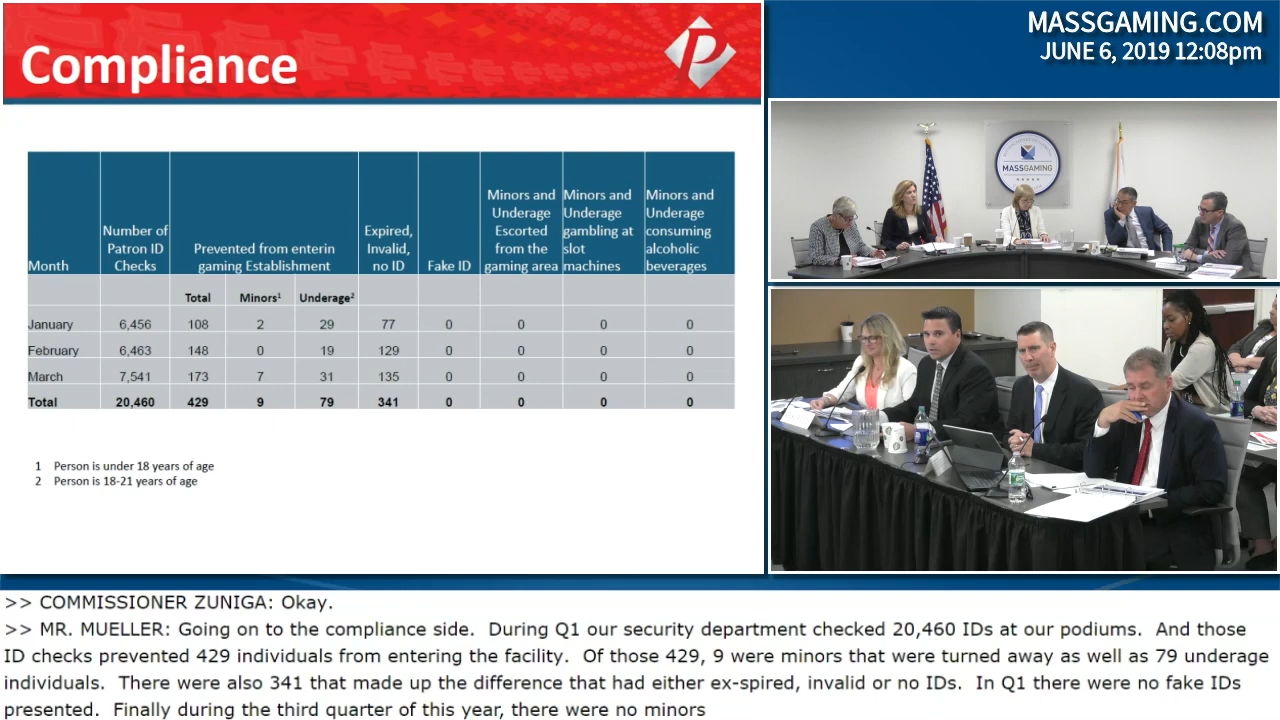 Compliance
MASSGAMING.COM
JUNE 6, 2019 12:08pm
MASSGAMING
Month
Number of
Patron ID
Checks
Prevented from enterin
gaming Establishment
Expired,
Invalid,
no ID
Fake ID
Minors and
Underage
Escorted
from the
gaming area
Minors and
Underage
gambling at
slot
machines
Minors and
Underage
consuming
alcoholic
beverages
Total Minors1 Underage2
January 6,456 108 2 29 77 0 0 0 0
February 6,463 148 0 19 129 0 0 0 0
March 7,541 173 7 31 135 0 0 0 0
Total 20,460 429 9 79 341 0 0 0 0
1 Person is under 18 years of age
2 Person is 18-21 years of age
>> COMMISSIONER ZUNIGA: Okay.
>> MR. MUELLER: Going on to the compliance side. During Q1 our security department checked 20,460 IDs at our podiums. And those
ID checks prevented 429 individuals from entering the facility. Of those 429, 9 were minors that were turned away as well as 79 underage
individuals. There were also 341 that made up the difference that had either ex-spired, invalid or no IDs. In Q1 there were no fake IDs
presented. Finally during the third quarter of this year, there were no minors